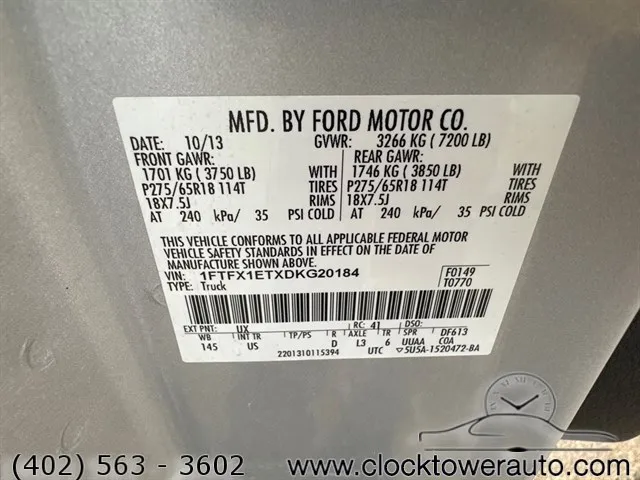 MFD. BY FORD MOTOR CO.
DATE: 10/13 GVWR: 3266 KG ( 7200 LB)
FRONT GAWR: REAR GAWR:
1701 KG ( 3750 LB) WITH 1746 KG ( 3850 LB) WITH
P275/65R18 114T TIRES P275/65R18 114T TIRES
18X7.5J RIMS 18X7.5J RIMS
AT 240 kPa/ 35 PSI COLD AT 240 kPa/ 35 PSI COLD
THIS VEHICLE CONFORMS TO ALL APPLICABLE FEDERAL MOTOR
VEHICLE SAFETY STANDARDS IN EFFECT ON THE DATE OF
MANUFACTURE SHOWN ABOVE.
VIN: 1FTFX1ETXDKG20184 F0149
TYPE: Truck T0770
EXT PNT: UX RC: 41 DSO:
WB INT TR TP/PS R AXLE TR SPR DF613
145 US D L3 6 UUAA COA
2201310115394 UTC ▽5U5A-1520472-BA
(402) 563 - 3602 www.clocktowerauto.com